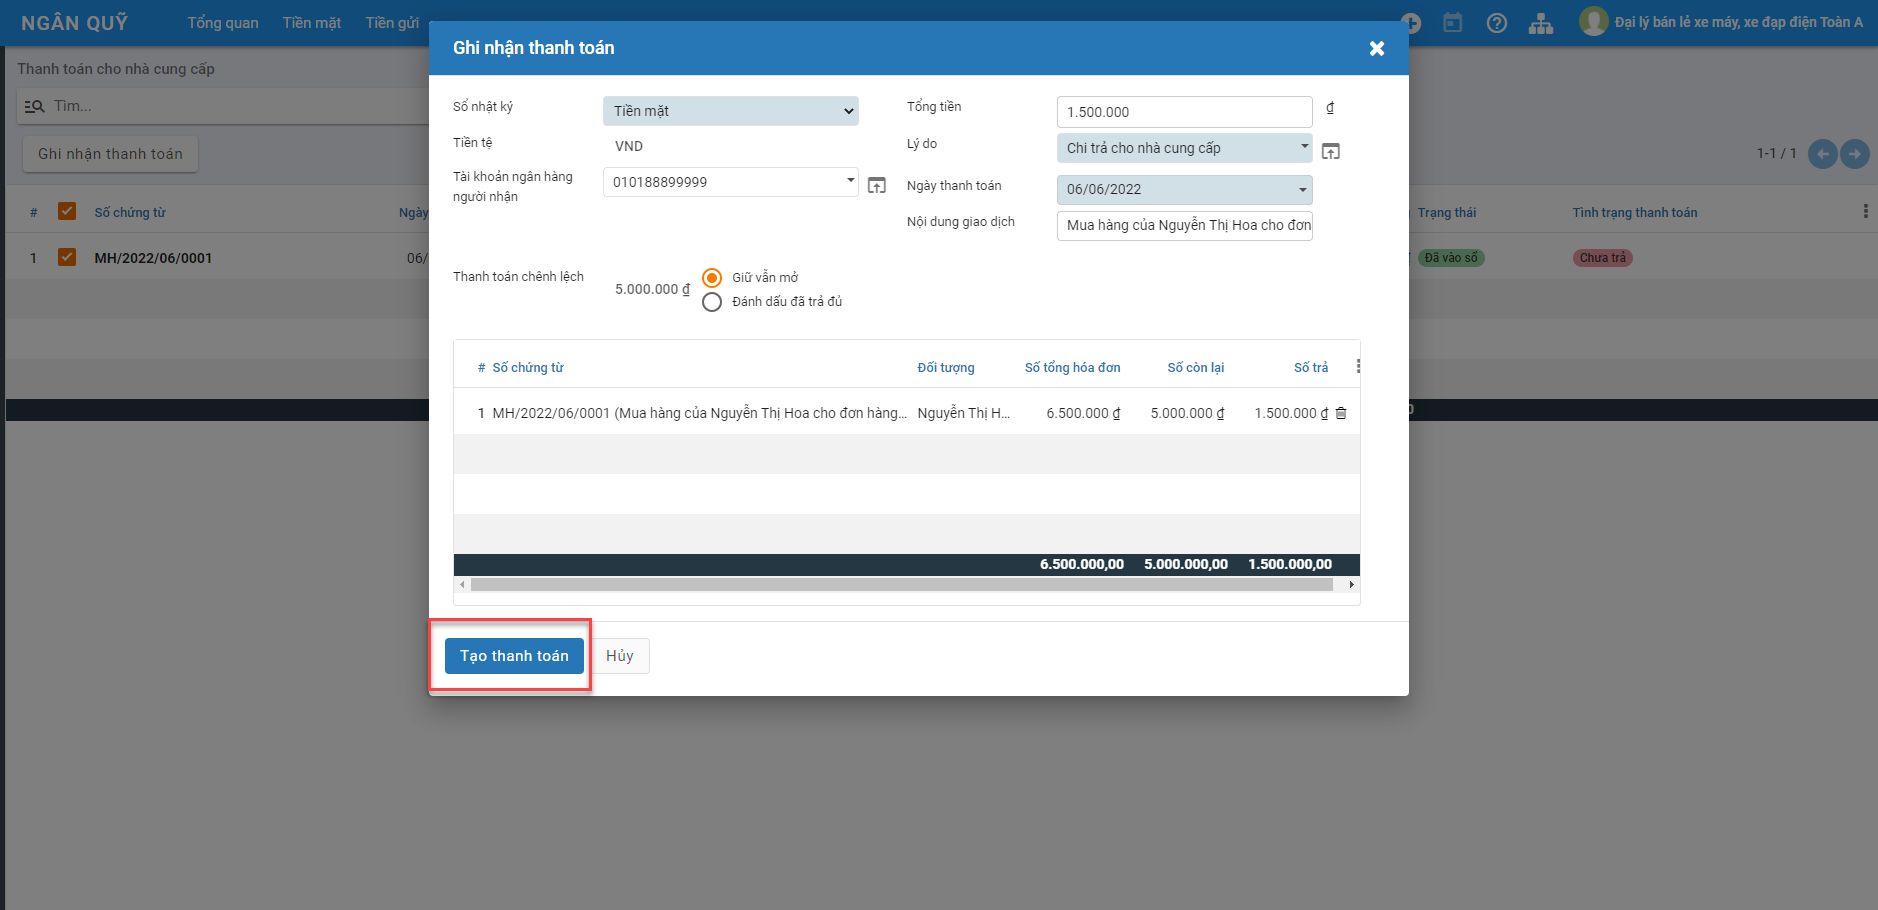 NGÂN QUỸ Tổng quan Tiền mặt Tiền gửi Đại lý bán lẻ xe máy, xe đạp điện Toàn A
Thanh toán cho nhà cung cấp
Tìm...
Ghi nhận thanh toán
1-1 / 1
# Số chứng từ Ngày Trạng thái Tình trạng thanh toán
1 MH/2022/06/0001 06/ Đã vào sổ Chưa trả
Ghi nhận thanh toán
Sổ nhật ký Tiền mặt Tổng tiền 1.500.000 ₫
Tiền tệ VND Lý do Chi trả cho nhà cung cấp
Tài khoản ngân hàng
người nhận 010188899999
Ngày thanh toán 06/06/2022
Nội dung giao dịch Mua hàng của Nguyễn Thị Hoa cho đơn
Thanh toán chênh lệch 5.000.000 ₫
Giữ vẫn mở
Đánh dấu đã trả đủ
# Số chứng từ Đối tượng Số tổng hóa đơn Số còn lại Số trả
1 MH/2022/06/0001 (Mua hàng của Nguyễn Thị Hoa cho đơn hàng... Nguyễn Thị H... 6.500.000 ₫ 5.000.000 ₫ 1.500.000 ₫
6.500.000,00 5.000.000,00 1.500.000,00
Tạo thanh toán Hủy